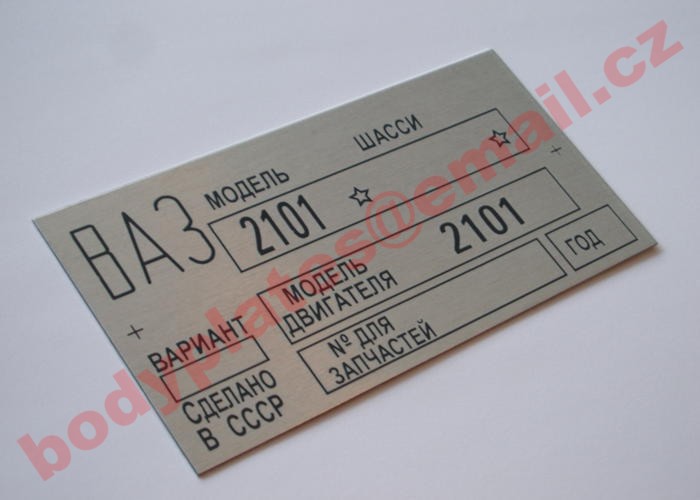 ВАЗ
МОДЕЛЬ ШАССИ
2101 ☆ ☆
ВАРИАНТ
МОДЕЛЬ
ДВИГАТЕЛЯ 2101
ГОД
СДЕЛАНО
В СССР
№ ДЛЯ
ЗАПЧАСТЕЙ
bodyplates@email.cz